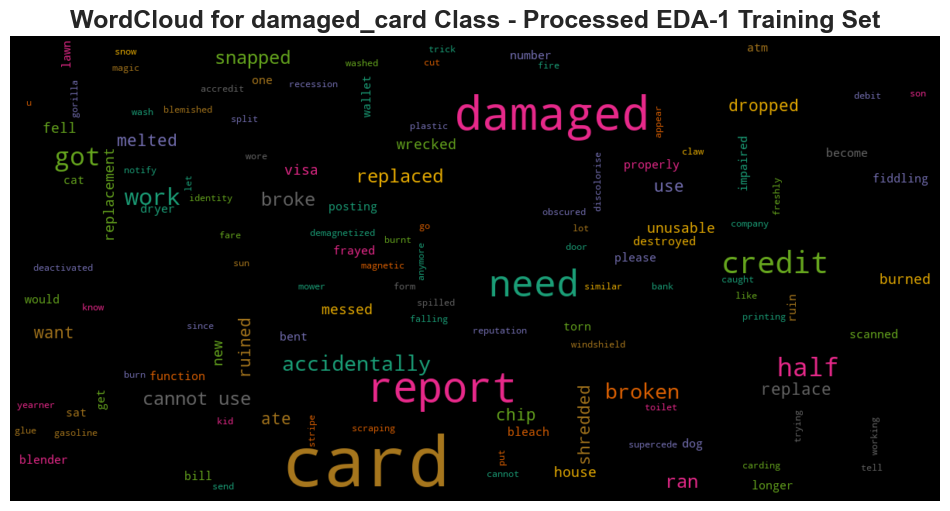 WordCloud for damaged_card Class - Processed EDA-1 Training Set
lawn
snow
magic
snapped
washed
trick
cut
number
fire
atm
u
gorilla
accredit
one
recession
wallet
damaged
appear
dropped
debit
son
wash
blemished
split
plastic
fell
melted
wrecked
claw
impaired
become
got
cat
replacement
notify
let
wore
visa
replaced
properly
use
discolorise
freshly
fiddling
work
dryer
identity
broke
posting
obscured
company
fare
demagnetized
burnt
go
anymore
lot
unusable
destroyed
door
please
frayed
sun
magnetic
deactivated
credit
caught
burned
mower
form
need
similar
bank
like
would
know
messed
spilled
falling
ruin
printing
since
want
ruined
new
bent
reputation
torn
windshield
scanned
accidentally
half
burn
function
get
cannot use
report
broken
replace
yearner
sat
ate
chip
shredded
toilet
kid
stripe
scraping
bleach
trying
working
glue
gasoline
supercede
dog
blender
card
put
cannot
house
carding
tell
bill
send
ran
longer